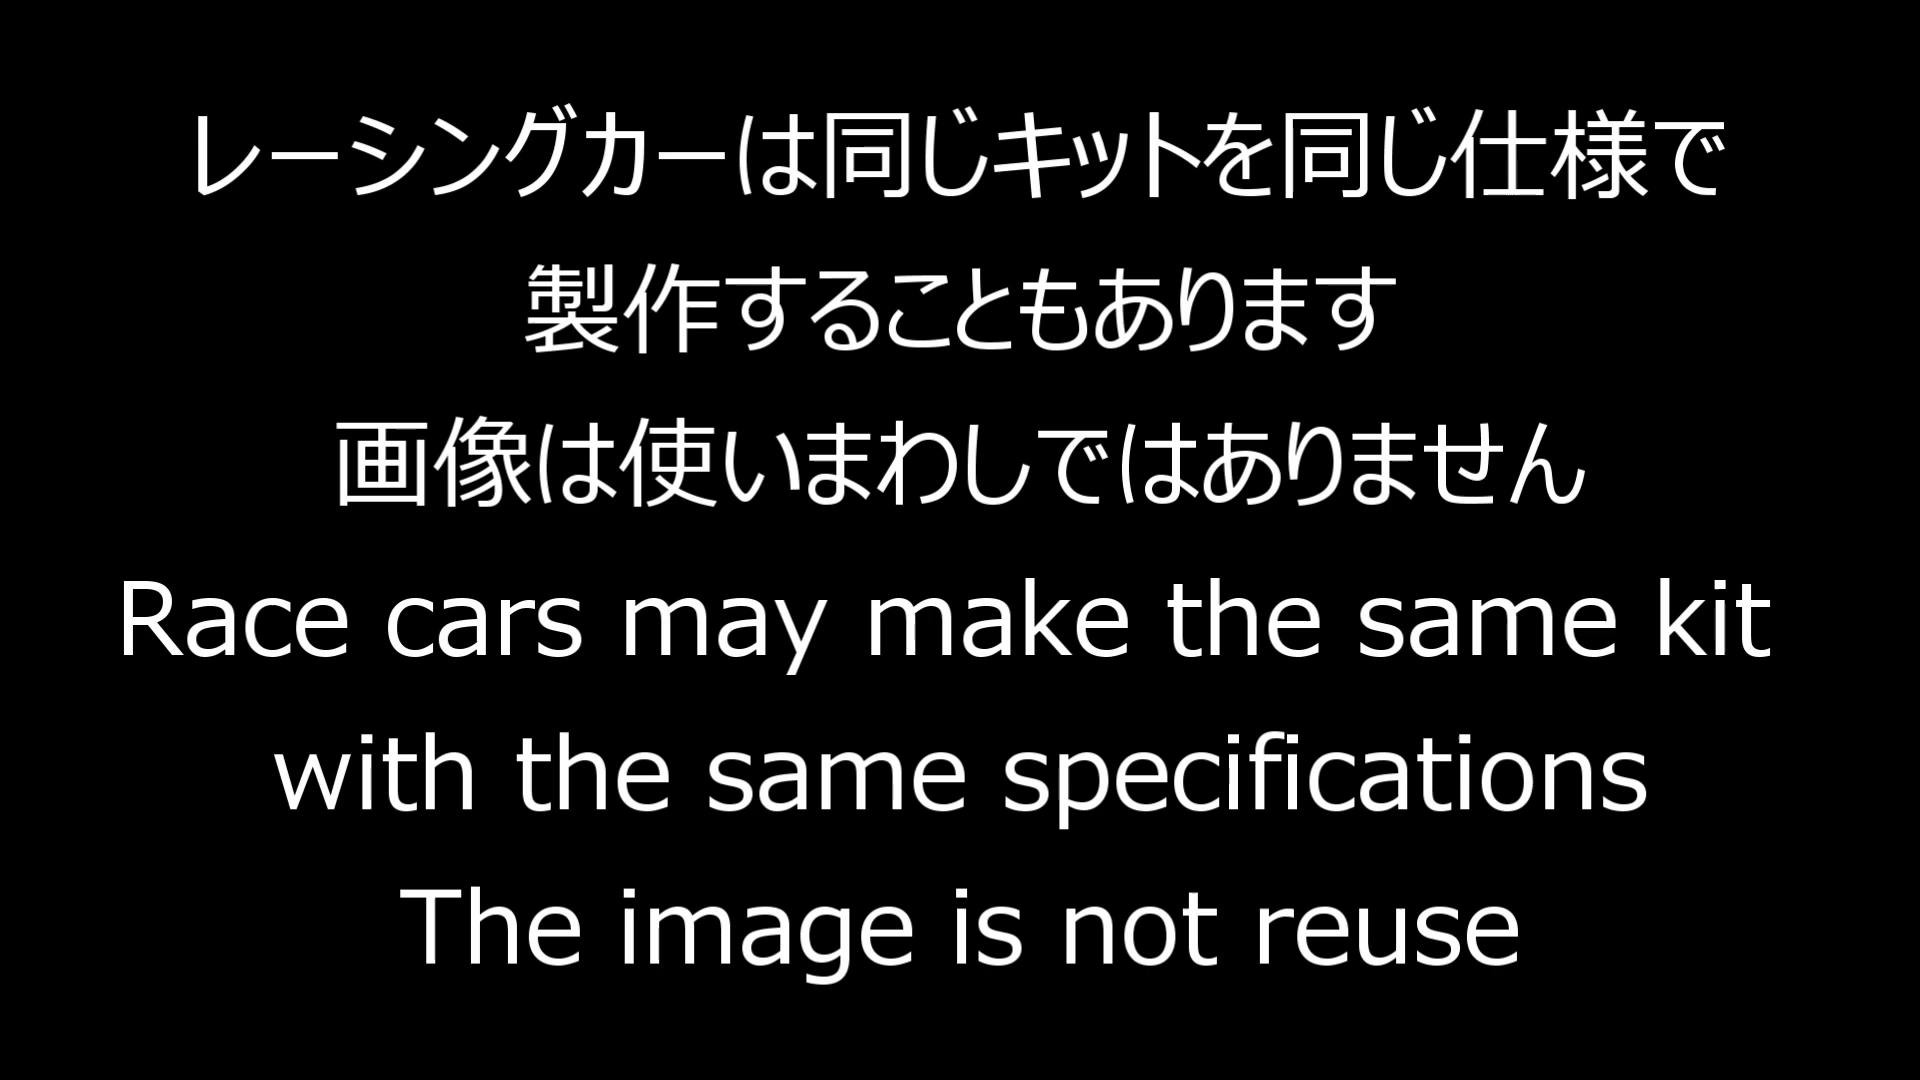 レーシングカーは同じキットを同じ仕様で
製作することもあります
画像は使いまわしではありません
Race cars may make the same kit
with the same specifications
The image is not reuse